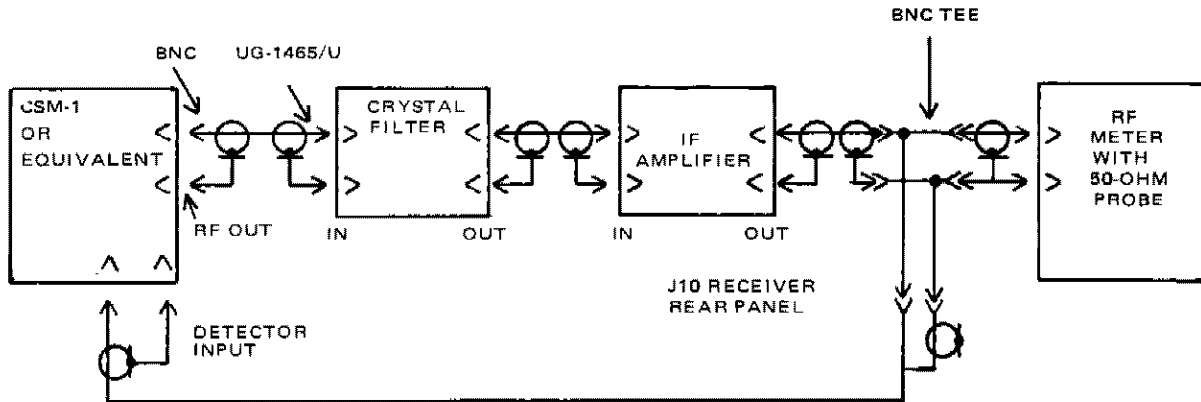 BNC TEE
BNC
UG-1465/U
CSM-1
OR
EQUIVALENT
RF OUT
CRYSTAL
FILTER
IN
OUT
IF
AMPLIFIER
IN
OUT
RF
METER
WITH
50-OHM
PROBE
J10 RECEIVER
REAR PANEL
DETECTOR
INPUT